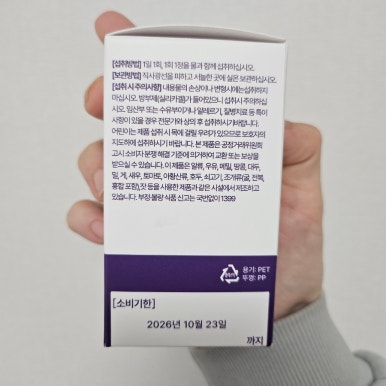 [섭취방법] 1일 1회, 1회 1정을 물과 함께 섭취하십시오.
[보관방법] 직사광선을 피하고 서늘한 곳에 실온 보관하십시오.
[섭취 시 주의사항] 내용물의 손상이나 변형 시에는 섭취하지
마십시오. 방부제(실리카겔)가 들어있으니 섭취 시 주의하십
시오. 임산부 또는 수유부이거나 알레르기, 질병치료 등 특이
사항이 있을 경우 전문가와 상의 후 섭취하시기 바랍니다.
어린이는 제품 섭취 시 목에 걸릴 우려가 있으므로 보호자의
지도하에 섭취하시기 바랍니다. 본 제품은 공정거래위원회
고시 소비자 분쟁 해결 기준에 의거하여 교환 또는 보상을
받으실 수 있습니다. 이 제품은 알류, 우유, 메밀, 땅콩, 대두,
밀, 게, 새우, 토마토, 아황산류, 호두, 쇠고기, 조개류(굴, 전복,
홍합 포함), 잣 등을 사용한 제품과 같은 시설에서 제조하고
있습니다. 부정·불량 식품 신고는 국번없이 1399
용기: PET
뚜껑: PP
[소비기한]
2026년 10월 23일
까지